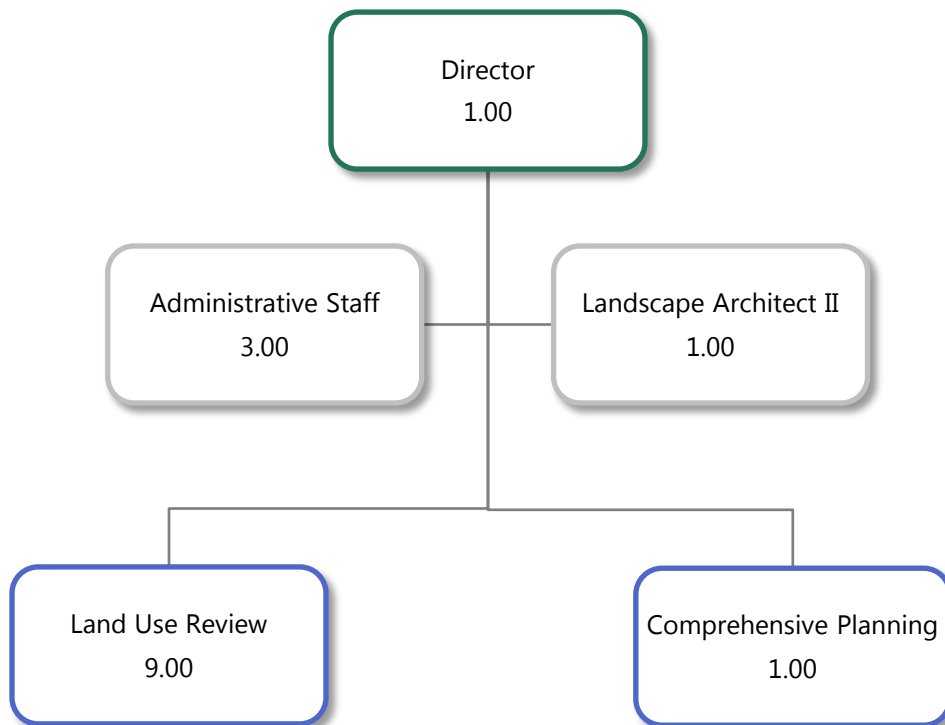 Director
1.00
Administrative Staff
3.00
Landscape Architect II
1.00
Land Use Review
9.00
Comprehensive Planning
1.00